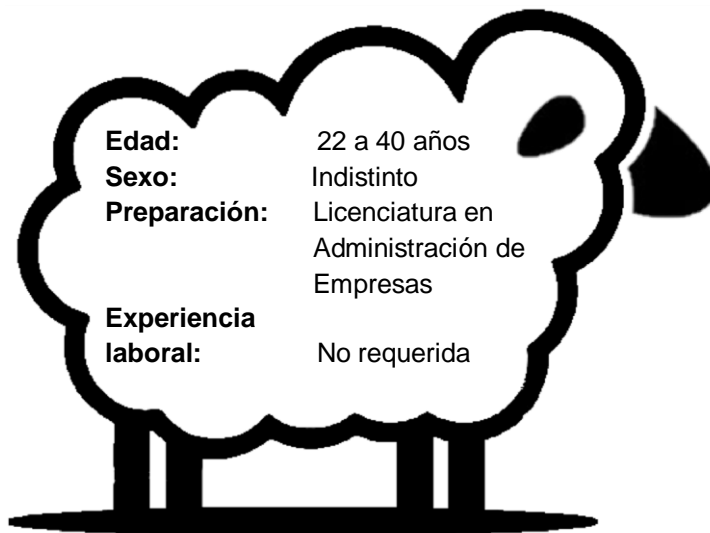 Edad: 22 a 40 años
Sexo: Indistinto
Preparación: Licenciatura en
Administración de
Empresas
Experiencia
laboral: No requerida